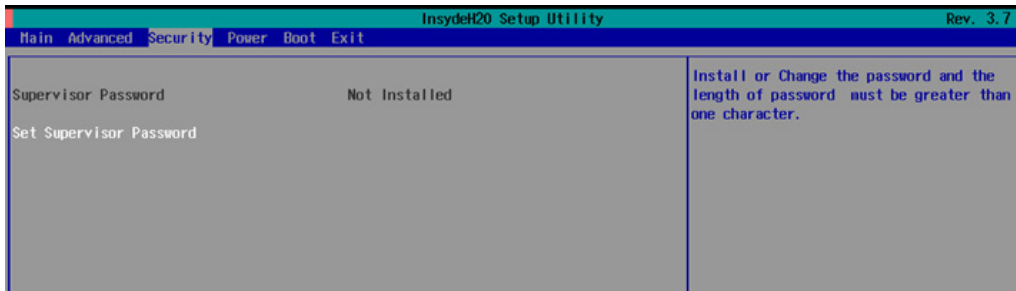 InsydeH20 Setup Utility Rev. 3.7
Main Advanced Security Power Boot Exit
Supervisor Password Not Installed
Set Supervisor Password
Install or Change the password and the
length of password must be greater than
one character.